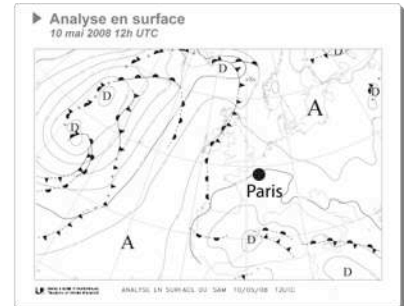 Analyse en surface
10 mai 2008 12h UTC
D
D
D
D
D
A
Paris
A
D
D
ANALYSE EN SURFACE DU SAM 10/05/08 12UTC